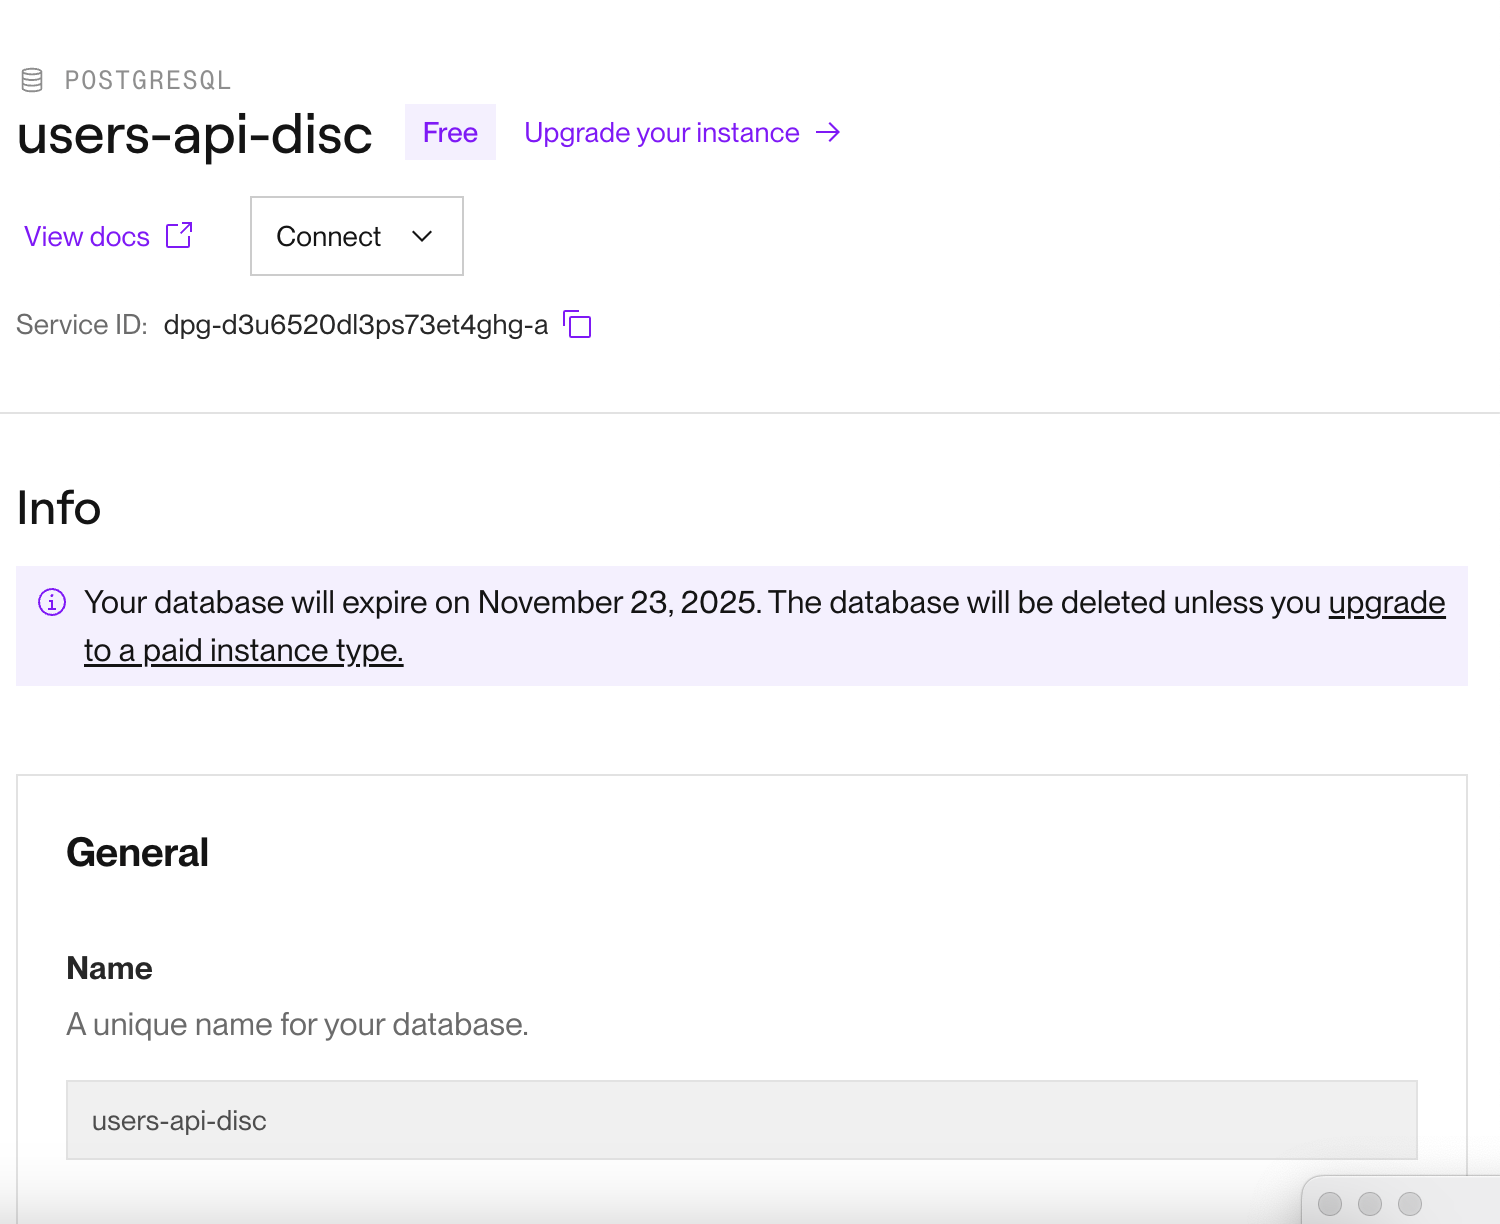 POSTGRESQL
users-api-disc Free Upgrade your instance →
View docs Connect
Service ID: dpg-d3u6520dl3ps73et4ghg-a
Info
Your database will expire on November 23, 2025. The database will be deleted unless you upgrade
to a paid instance type.
General
Name
A unique name for your database.
users-api-disc